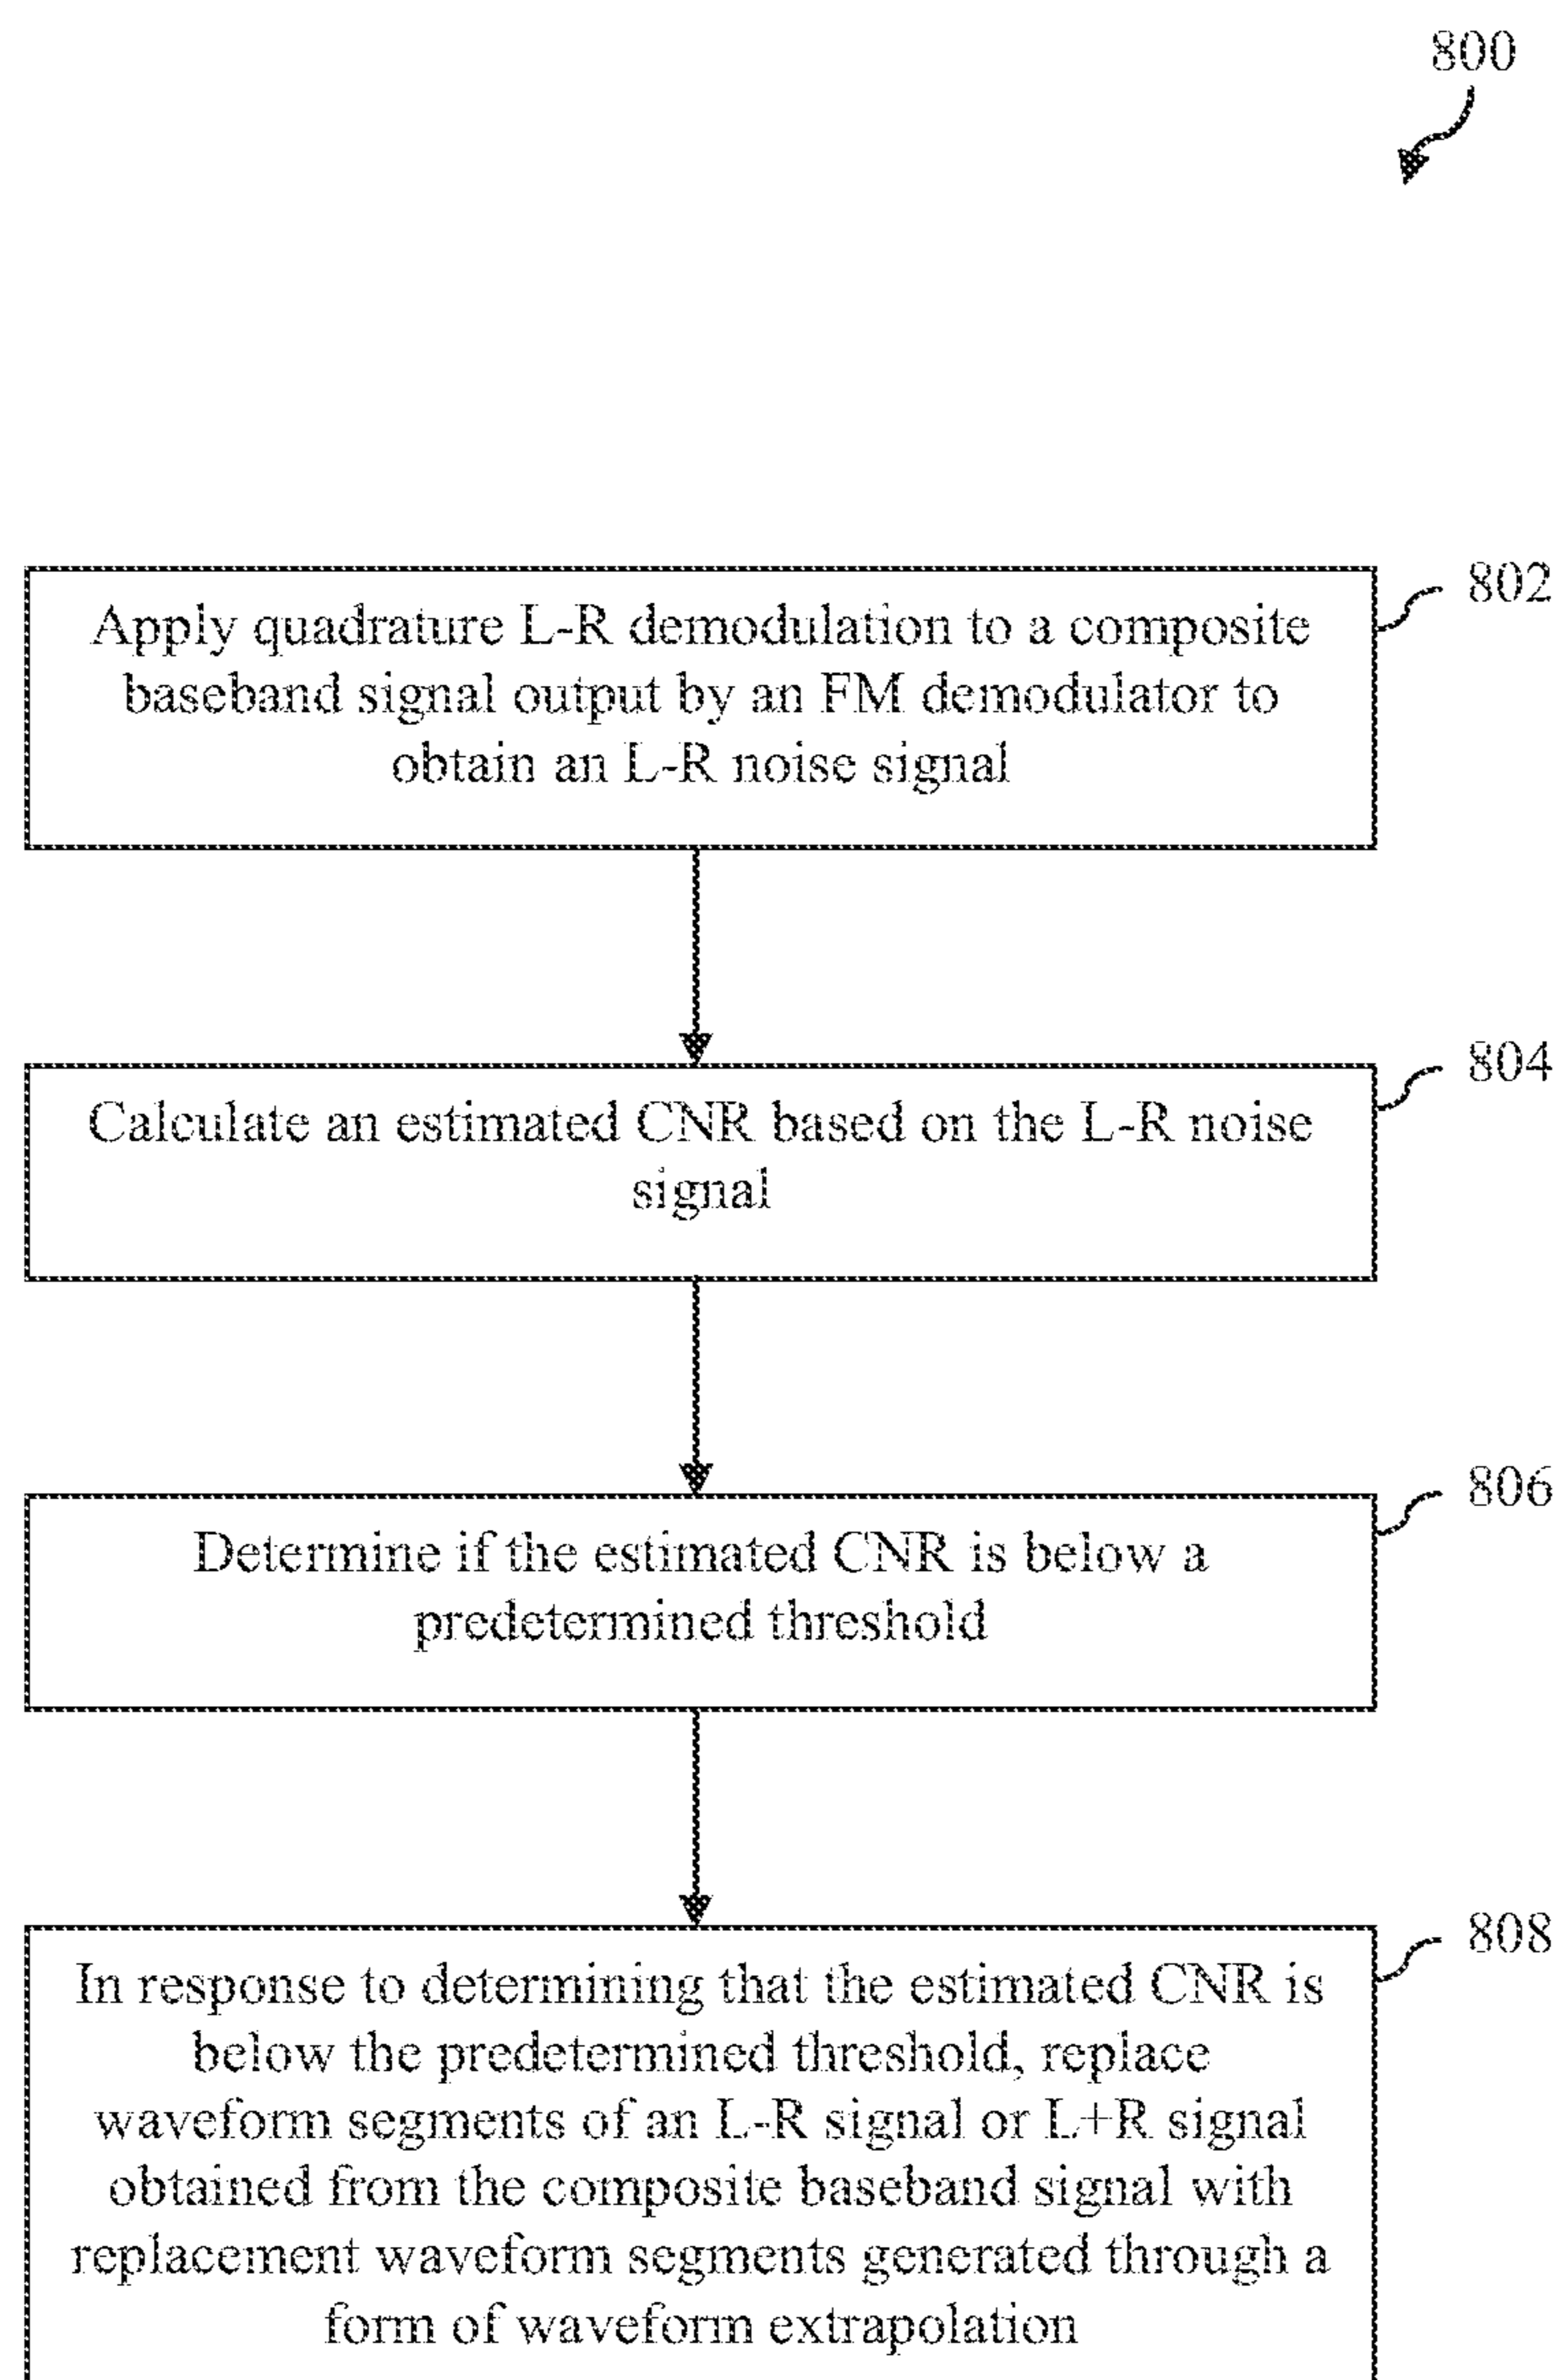 800
802
Apply quadrature L-R demodulation to a composite
baseband signal output by an FM demodulator to
obtain an L-R noise signal
804
Calculate an estimated CNR based on the L-R noise
signal
806
Determine if the estimated CNR is below a
predetermined threshold
808
In response to determining that the estimated CNR is
below the predetermined threshold, replace
waveform segments of an L-R signal or L+R signal
obtained from the composite baseband signal with
replacement waveform segments generated through a
form of waveform extrapolation